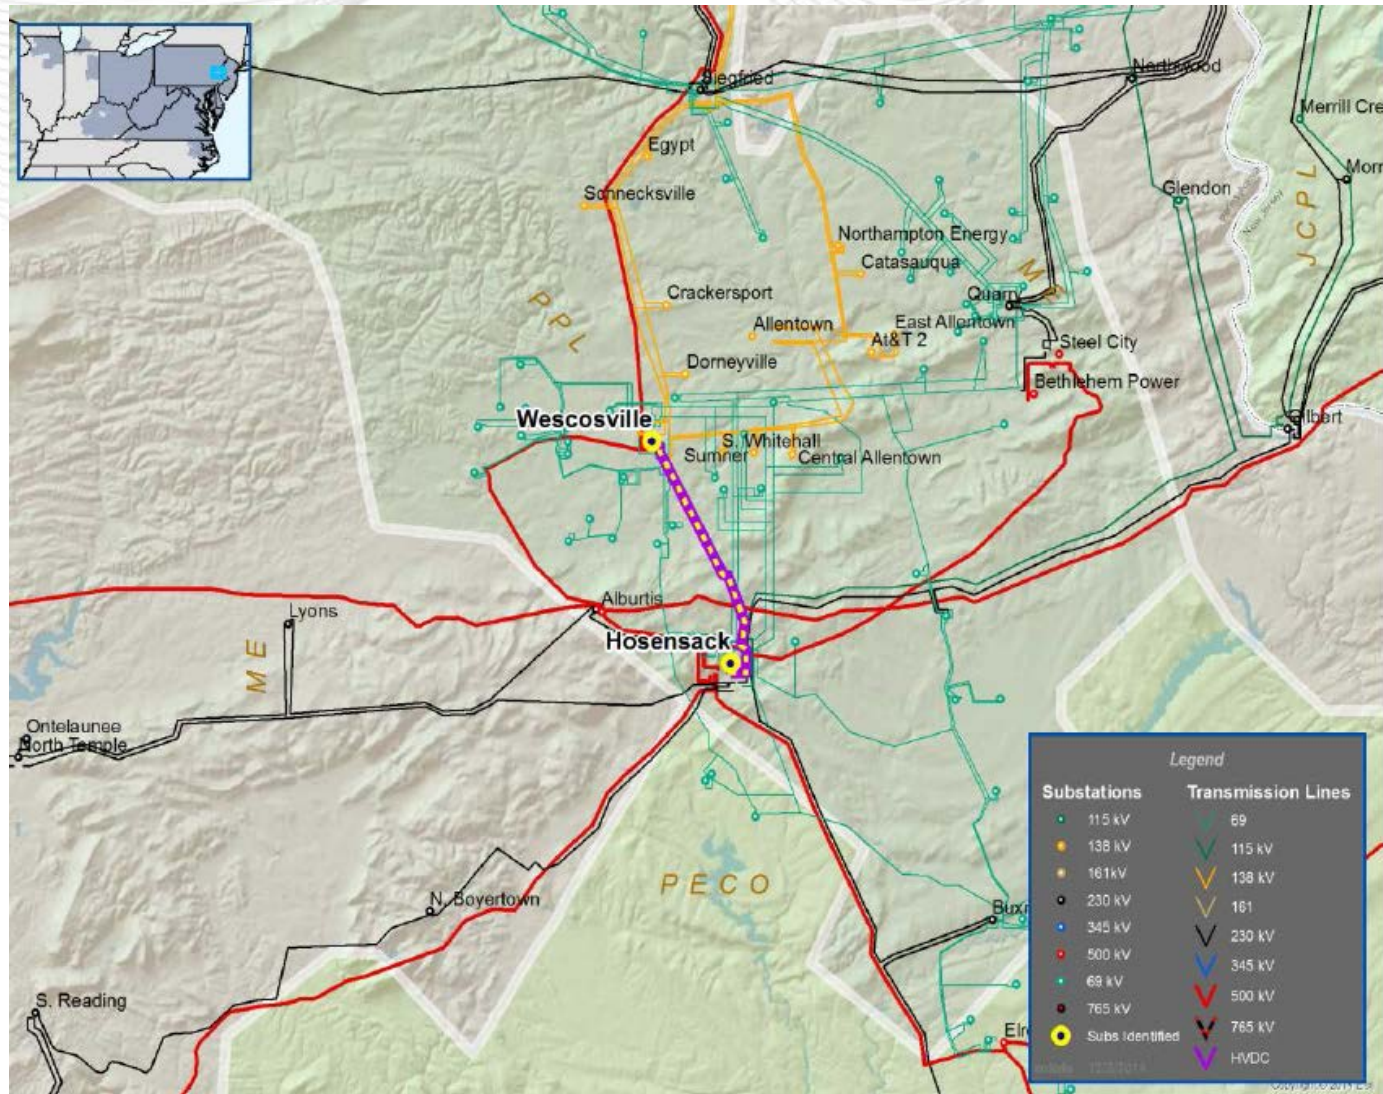 Siegfried
Northwood
Merrill Cre
Egypt
Morr
Schnecksville
Glendon
JCPL
Northampton Energy
Catasauqua
PPL
ME
Crackersport
Quarry
Allentown
East Allentown
At&T 2
Steel City
Dorneyville
Bethlehem Power
Wescosville
Gilbert
S. Whitehall
Sumner
Central Allentown
Alburtis
Lyons
Hosensack
ME
Ontelaunee
North Temple
PECO
N. Boyertown
Bux
S. Reading
Elr
Legend
Substations
115 kV
138 kV
161kV
230 kV
345 kV
500 kV
69 kV
765 kV
Subs Identified
Transmission Lines
69
115 kV
138 kV
161
230 kV
345 kV
500 kV
765 kV
HVDC